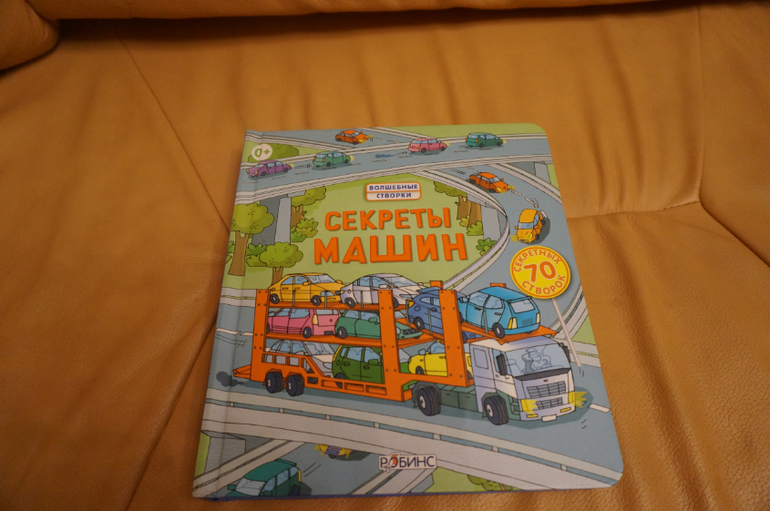 0+
ВОЛШЕБНЫЕ
СТВОРКИ
СЕКРЕТЫ
МАШИН
СЕКРЕТНЫХ
70
СТВОРОК
РОБИНС